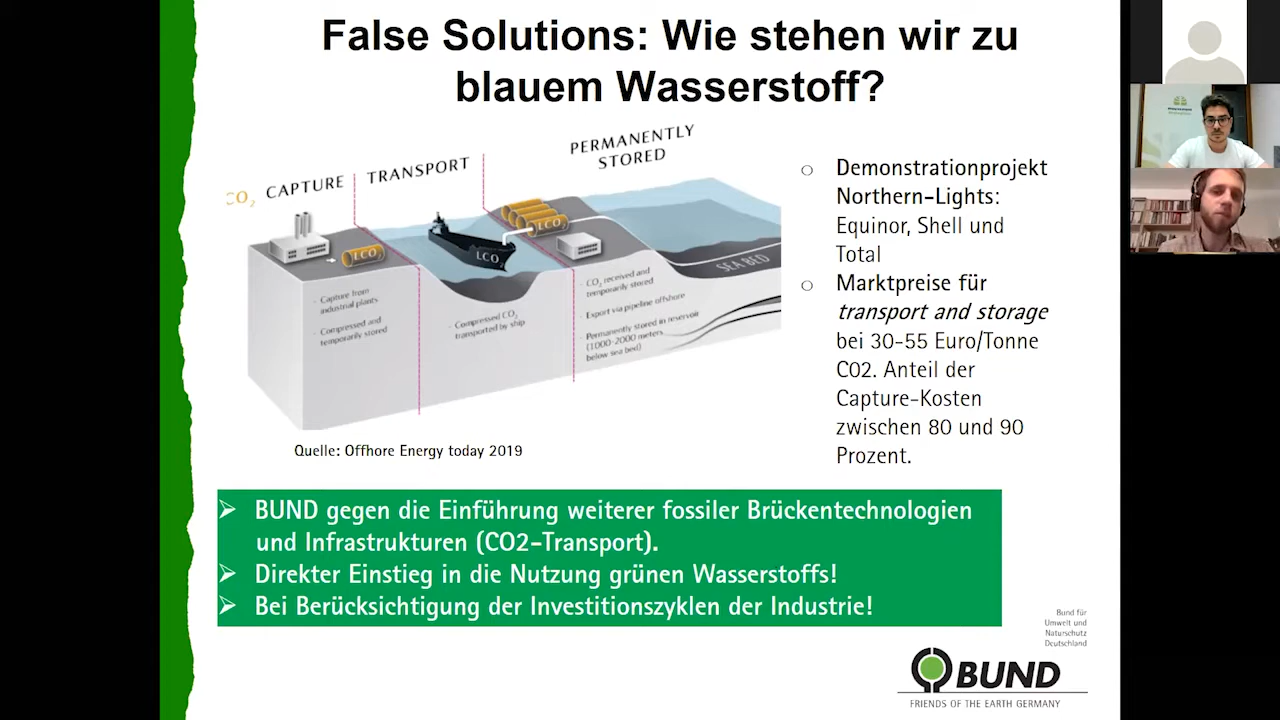 False Solutions: Wie stehen wir zu
blauem Wasserstoff?
CO2 CAPTURE
TRANSPORT
PERMANENTLY
STORED
LCO2
LCO2
LCO2
SEA BED
- Capture from
industrial plants
- Compressed and
temporarily stored
- Compressed CO2
transported by ship
- CO2 received and
temporarily stored
- Export via pipeline offshore
- Permanently stored in reservoir
(1000-2000 meters
below sea bed)
Quelle: Offhore Energy today 2019
○ Demonstrationprojekt
Northern-Lights:
Equinor, Shell und
Total
○ Marktpreise für
transport and storage
bei 30-55 Euro/Tonne
CO2. Anteil der
Capture-Kosten
zwischen 80 und 90
Prozent.
➢ BUND gegen die Einführung weiterer fossiler Brückentechnologien
und Infrastrukturen (CO2-Transport).
➢ Direkter Einstieg in die Nutzung grünen Wasserstoffs!
➢ Bei Berücksichtigung der Investitionszyklen der Industrie!
Bund für
Umwelt und
Naturschutz
Deutschland
BUND
FRIENDS OF THE EARTH GERMANY